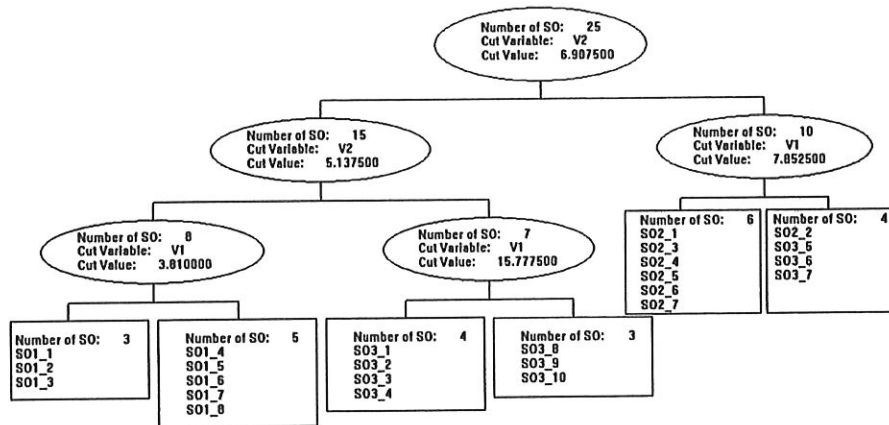 Number of SO: 25
Cut Variable: V2
Cut Value: 6.907500
Number of SO: 15
Cut Variable: V2
Cut Value: 5.137500
Number of SO: 10
Cut Variable: V1
Cut Value: 7.852500
Number of SO: 8
Cut Variable: V1
Cut Value: 3.810000
Number of SO: 7
Cut Variable: V1
Cut Value: 15.777500
Number of SO: 6
SO2_1
SO2_3
SO2_4
SO2_5
SO2_6
SO2_7
Number of SO: 4
SO2_2
SO3_5
SO3_6
SO3_7
Number of SO: 3
SO1_1
SO1_2
SO1_3
Number of SO: 5
SO1_4
SO1_5
SO1_6
SO1_7
SO1_8
Number of SO: 4
SO3_1
SO3_2
SO3_3
SO3_4
Number of SO: 3
SO3_8
SO3_9
SO3_10